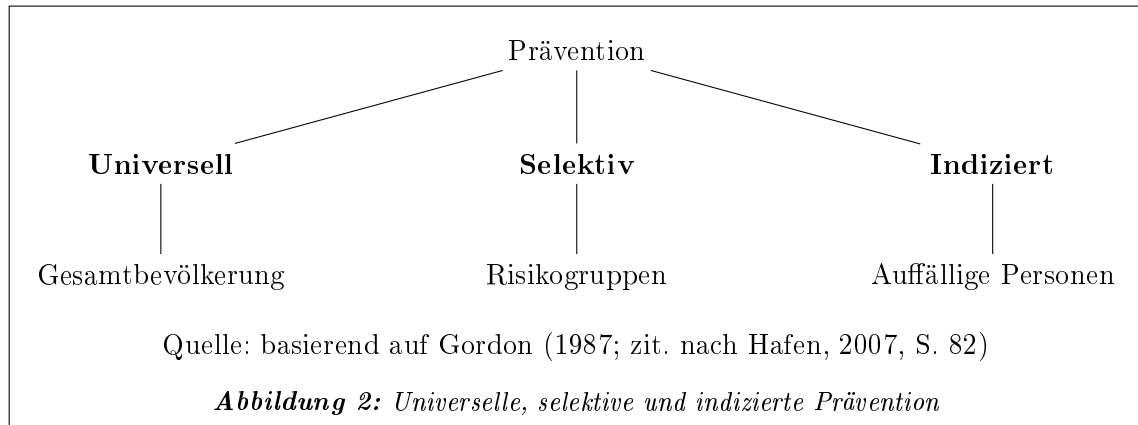 Prävention
Universell Selektiv Indiziert
Gesamtbevölkerung Risikogruppen Auffällige Personen
Quelle: basierend auf Gordon (1987; zit. nach Hafen, 2007, S. 82)
Abbildung 2: Universelle, selektive und indizierte Prävention